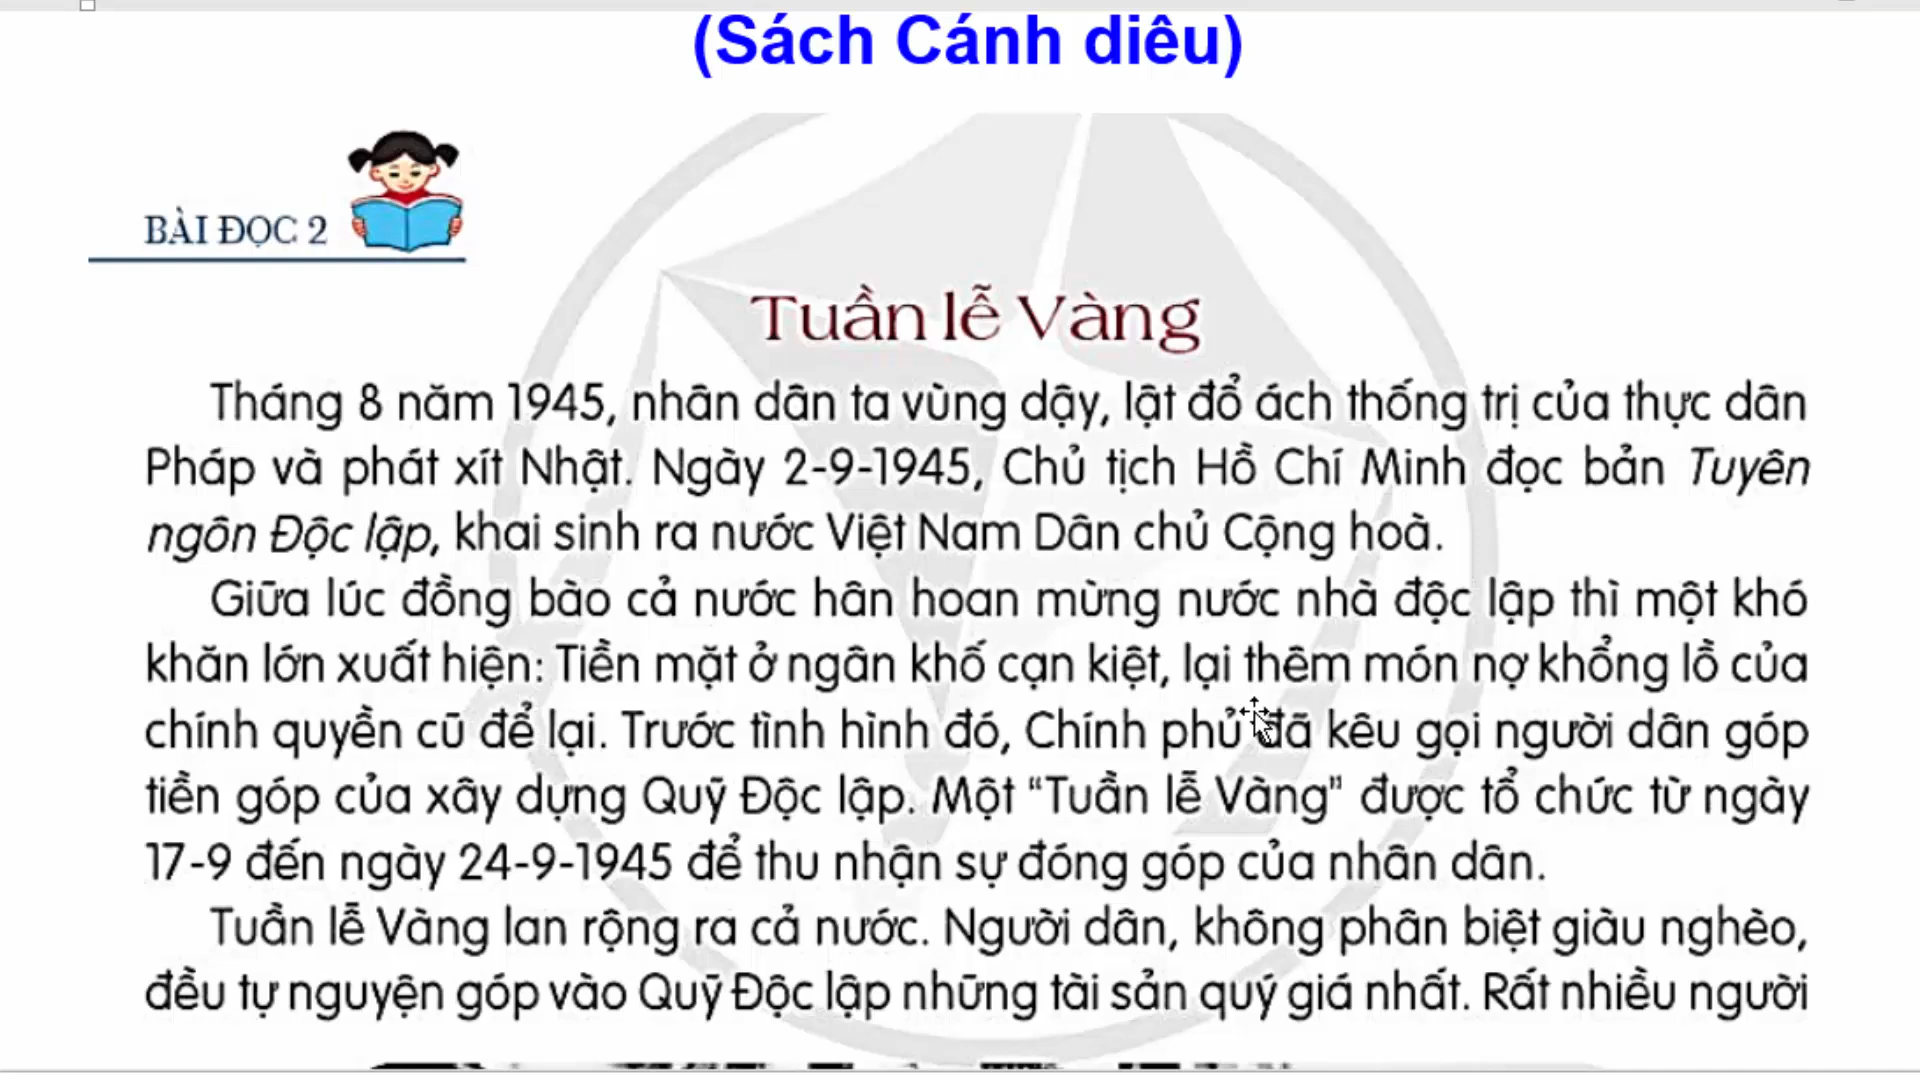 (Sách Cánh diêu)
BÀI ĐỌC 2
Tuần lễ Vàng
Tháng 8 năm 1945, nhân dân ta vùng dậy, lật đổ ách thống trị của thực dân
Pháp và phát xít Nhật. Ngày 2-9-1945, Chủ tịch Hồ Chí Minh đọc bản Tuyên
ngôn Độc lập, khai sinh ra nước Việt Nam Dân chủ Cộng hoà.
Giữa lúc đồng bào cả nước hân hoan mừng nước nhà độc lập thì một khó
khăn lớn xuất hiện: Tiền mặt ở ngân khố cạn kiệt, lại thêm món nợ khổng lồ của
chính quyền cũ để lại. Trước tình hình đó, Chính phủ đã kêu gọi người dân góp
tiền góp của xây dựng Quỹ Độc lập. Một “Tuần lễ Vàng” được tổ chức từ ngày
17-9 đến ngày 24-9-1945 để thu nhận sự đóng góp của nhân dân.
Tuần lễ Vàng lan rộng ra cả nước. Người dân, không phân biệt giàu nghèo,
đều tự nguyện góp vào Quỹ Độc lập những tài sản quý giá nhất. Rất nhiều người